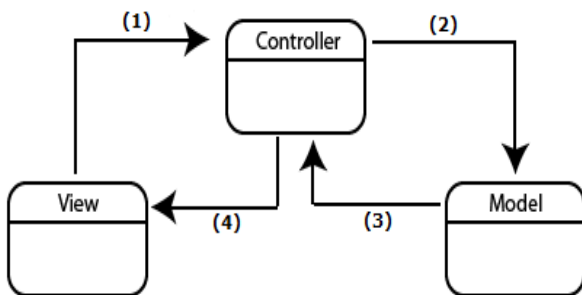 (1)
Controller
(2)
View
(4)
(3)
Model